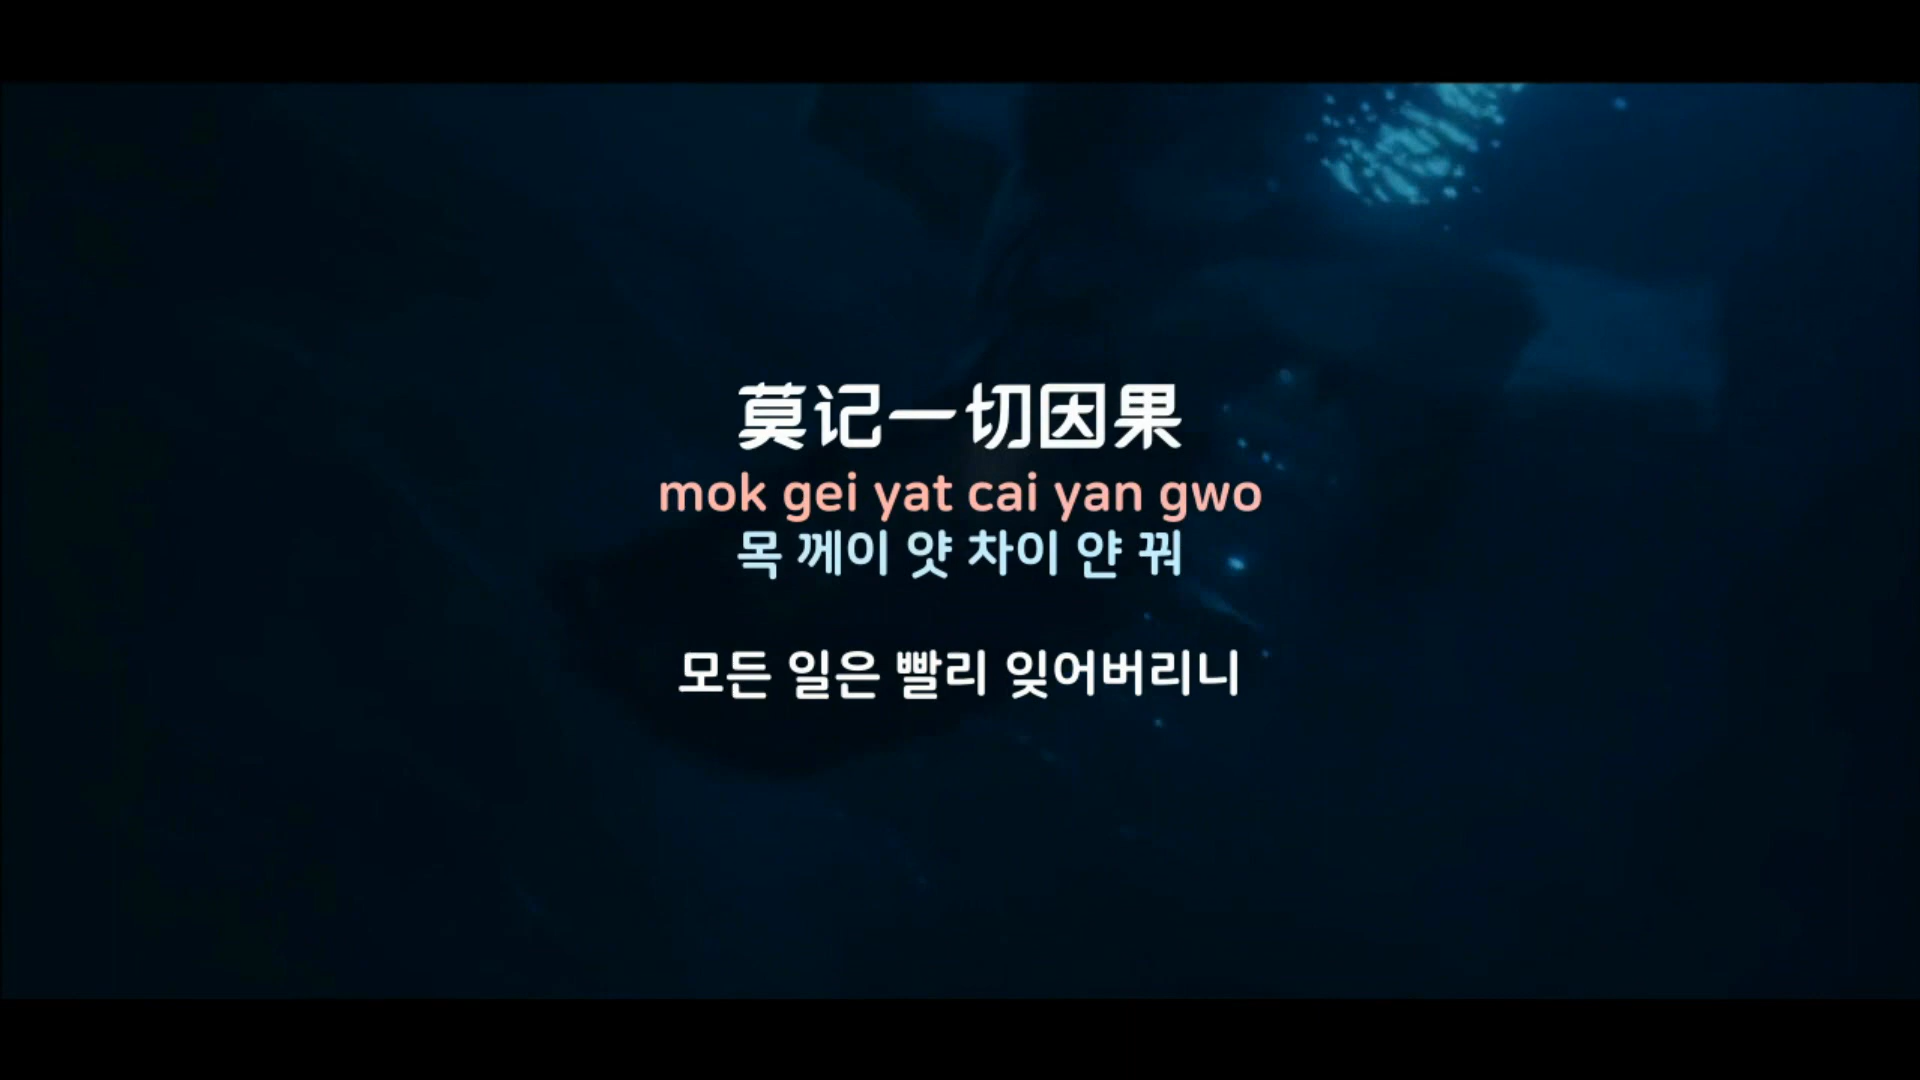 莫记一切因果
mok gei yat cai yan gwo
목 께이 얏 차이 얀 꿔
모든 일은 빨리 잊어버리니